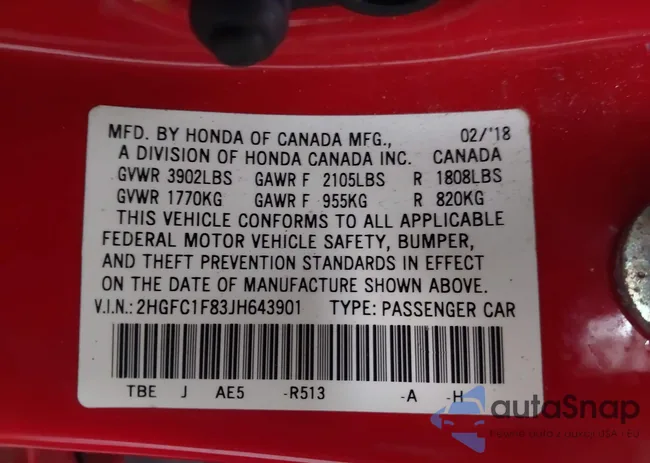 MFD. BY HONDA OF CANADA MFG., 02/'18
A DIVISION OF HONDA CANADA INC. CANADA
GVWR 3902LBS GAWR F 2105LBS R 1808LBS
GVWR 1770KG GAWR F 955KG R 820KG
THIS VEHICLE CONFORMS TO ALL APPLICABLE
FEDERAL MOTOR VEHICLE SAFETY, BUMPER,
AND THEFT PREVENTION STANDARDS IN EFFECT
ON THE DATE OF MANUFACTURE SHOWN ABOVE.
V.I.N.: 2HGFC1F83JH643901 TYPE: PASSENGER CAR
TBE J AE5 -R513 -A -H
autoSnap